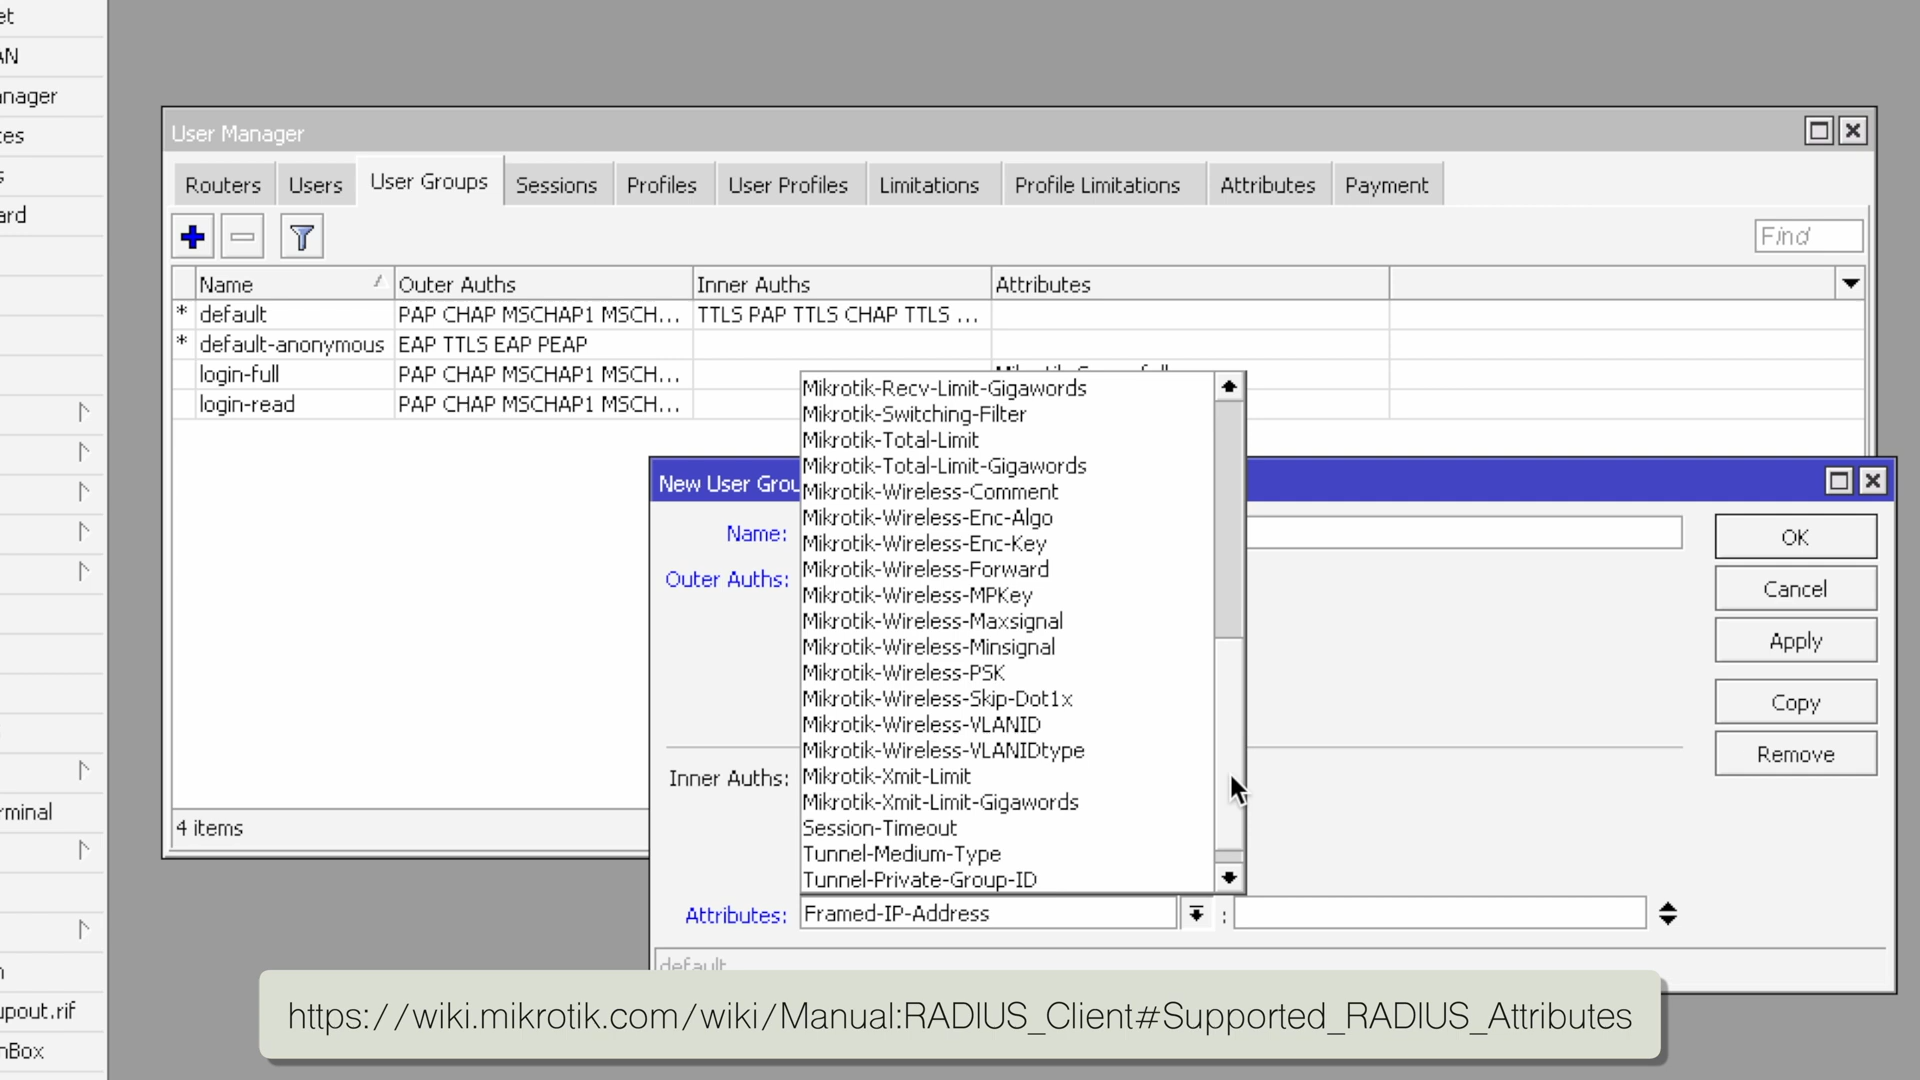 et
AN
anager
tes
s
ard
rminal
upout.rif
nBox
User Manager
Routers Users User Groups Sessions Profiles User Profiles Limitations Profile Limitations Attributes Payment
Find
Name Outer Auths Inner Auths Attributes
* default PAP CHAP MSCHAP1 MSCH... TTLS PAP TTLS CHAP TTLS ...
* default-anonymous EAP TTLS EAP PEAP
login-full PAP CHAP MSCHAP1 MSCH...
login-read PAP CHAP MSCHAP1 MSCH...
4 items
New User Grou
Name:
Outer Auths:
Inner Auths:
Mikrotik-Recv-Limit-Gigawords
Mikrotik-Switching-Filter
Mikrotik-Total-Limit
Mikrotik-Total-Limit-Gigawords
Mikrotik-Wireless-Comment
Mikrotik-Wireless-Enc-Algo
Mikrotik-Wireless-Enc-Key
Mikrotik-Wireless-Forward
Mikrotik-Wireless-MPKey
Mikrotik-Wireless-Maxsignal
Mikrotik-Wireless-Minsignal
Mikrotik-Wireless-PSK
Mikrotik-Wireless-Skip-Dot1x
Mikrotik-Wireless-VLANID
Mikrotik-Wireless-VLANIDtype
Mikrotik-Xmit-Limit
Mikrotik-Xmit-Limit-Gigawords
Session-Timeout
Tunnel-Medium-Type
Tunnel-Private-Group-ID
Attributes: Framed-IP-Address :
OK
Cancel
Apply
Copy
Remove
default
https://wiki.mikrotik.com/wiki/Manual:RADIUS_Client#Supported_RADIUS_Attributes